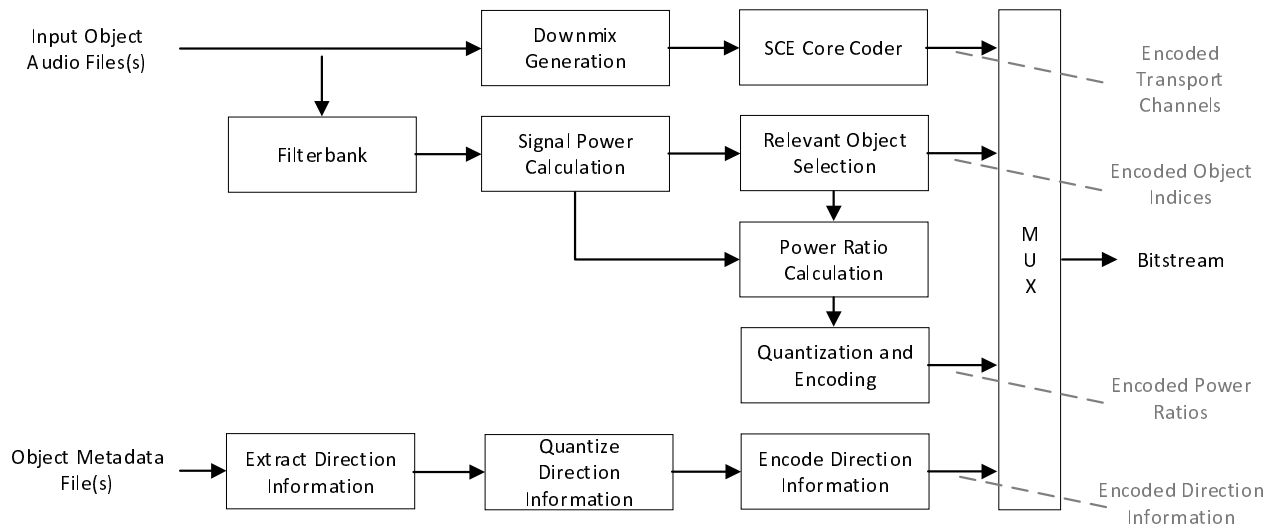 Input Object
Audio Files(s)
Downmix
Generation
SCE Core Coder
Encoded
Transport
Channels
Filterbank
Signal Power
Calculation
Relevant Object
Selection
Encoded Object
Indices
Power Ratio
Calculation
M
U
X
Bitstream
Quantization and
Encoding
Encoded Power
Ratios
Object Metadata
File(s)
Extract Direction
Information
Quantize
Direction
Information
Encode Direction
Information
Encoded Direction
Information